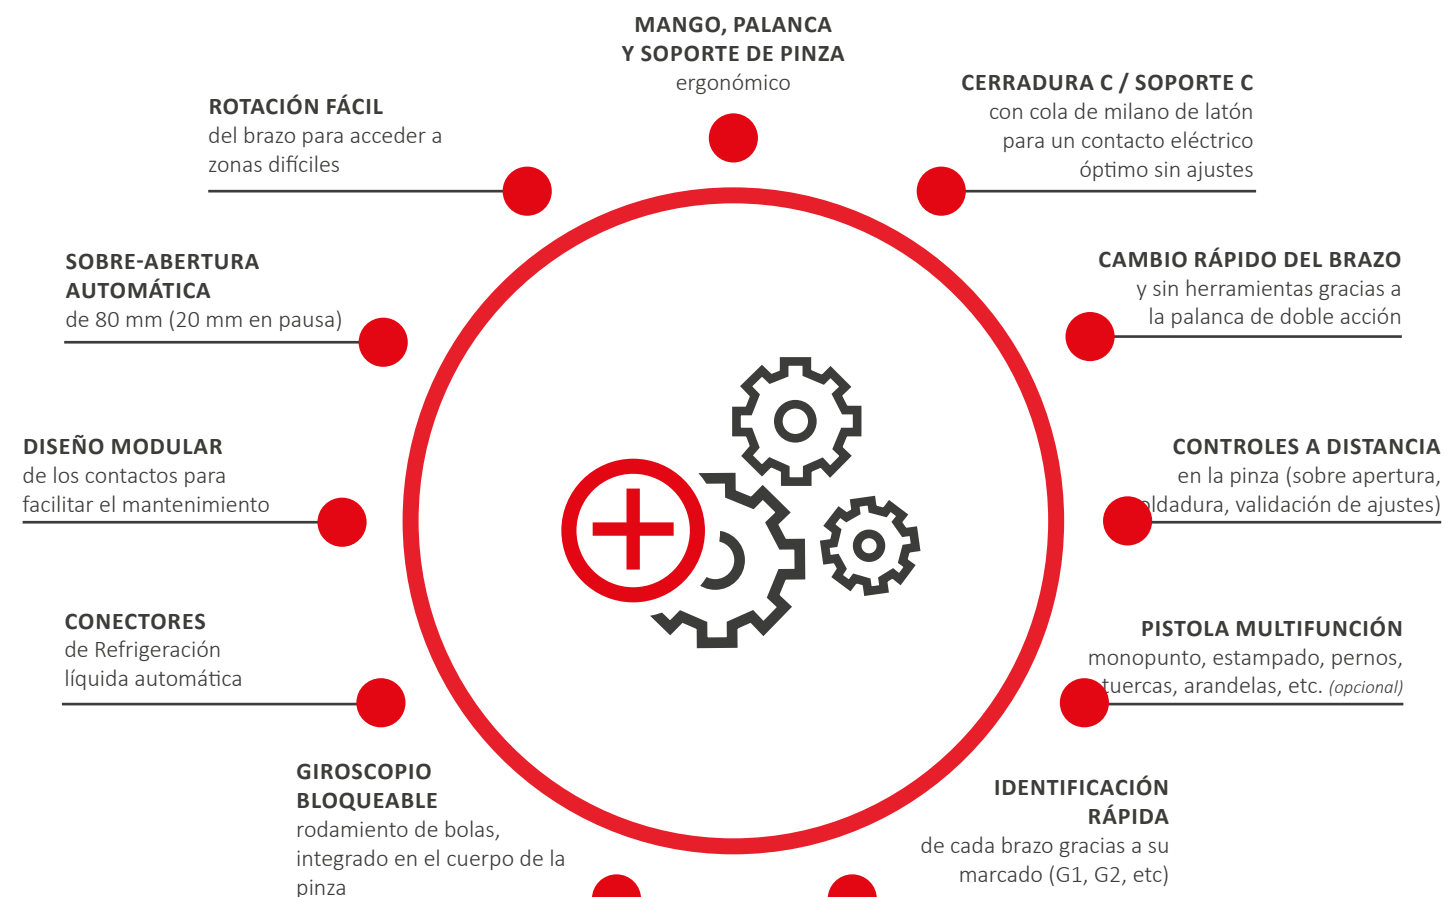 MANGO, PALANCA
Y SOPORTE DE PINZA
ergonómico
ROTACIÓN FÁCIL
del brazo para acceder a
zonas difíciles
CERRADURA C / SOPORTE C
con cola de milano de latón
para un contacto eléctrico
óptimo sin ajustes
SOBRE-ABERTURA
AUTOMÁTICA
de 80 mm (20 mm en pausa)
CAMBIO RÁPIDO DEL BRAZO
y sin herramientas gracias a
la palanca de doble acción
DISEÑO MODULAR
de los contactos para
facilitar el mantenimiento
CONTROLES A DISTANCIA
en la pinza (sobre apertura,
oldadura, validación de ajustes)
CONECTORES
de Refrigeración
líquida automática
PISTOLA MULTIFUNCIÓN
monopunto, estampado, pernos,
tuercas, arandelas, etc. (opcional)
GIROSCOPIO
BLOQUEABLE
rodamiento de bolas,
integrado en el cuerpo de la
pinza
IDENTIFICACIÓN
RÁPIDA
de cada brazo gracias a su
marcado (G1, G2, etc)